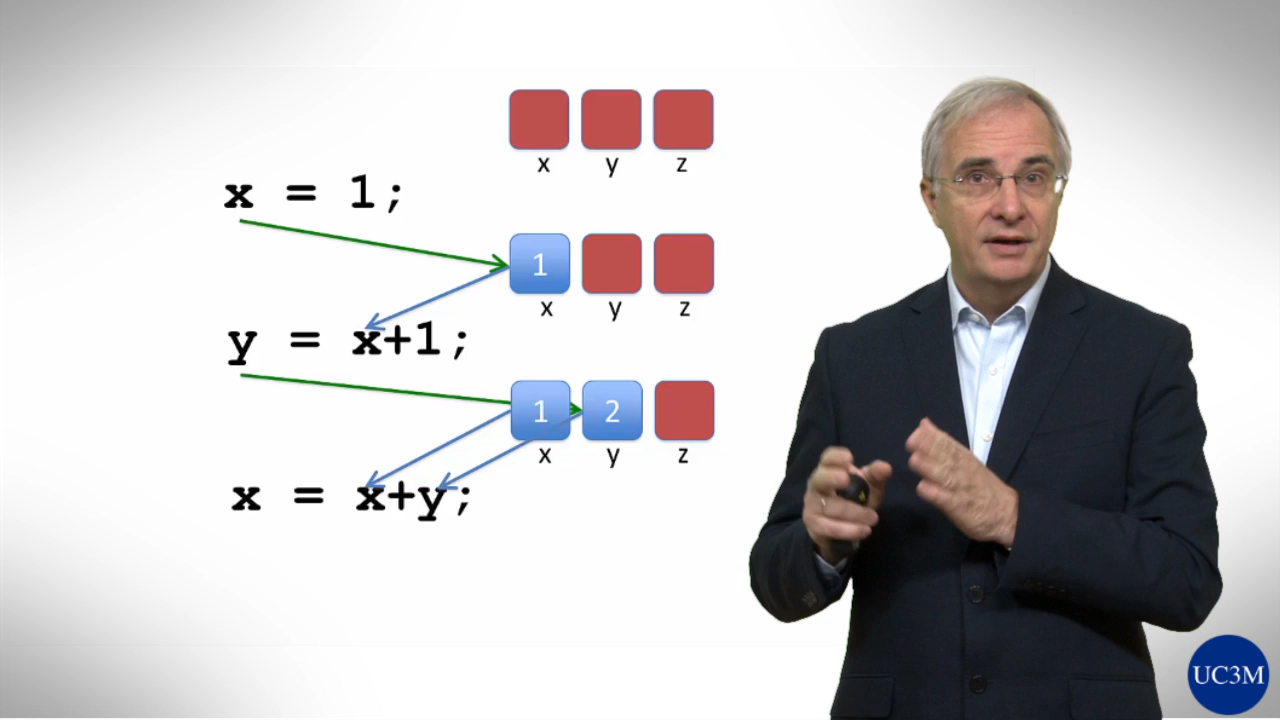 x y z
x = 1;
1
x y z
y = x+1;
1 2
x y z
x = x+y;
UC3M